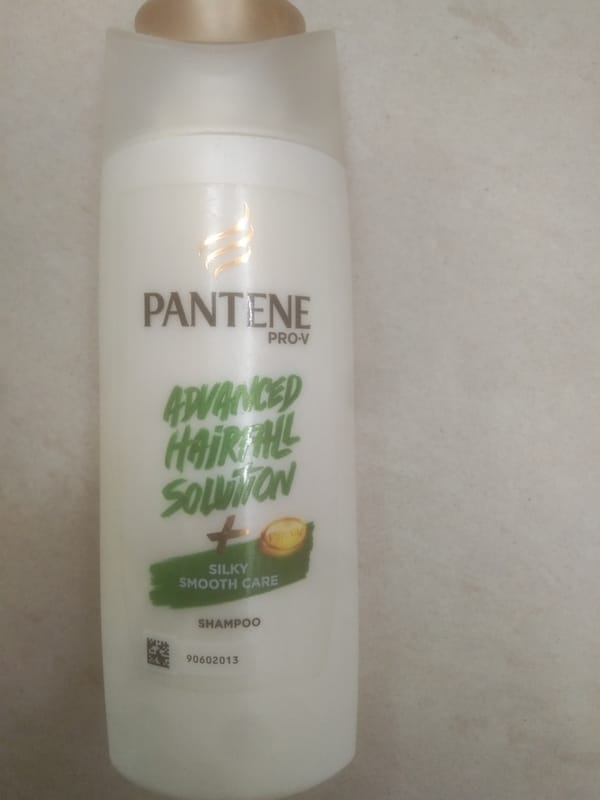 PANTENE
PRO-V
ADVANCED
HAIRFALL
SOLUTION
+
SILKY
SMOOTH CARE
SHAMPOO
90602013